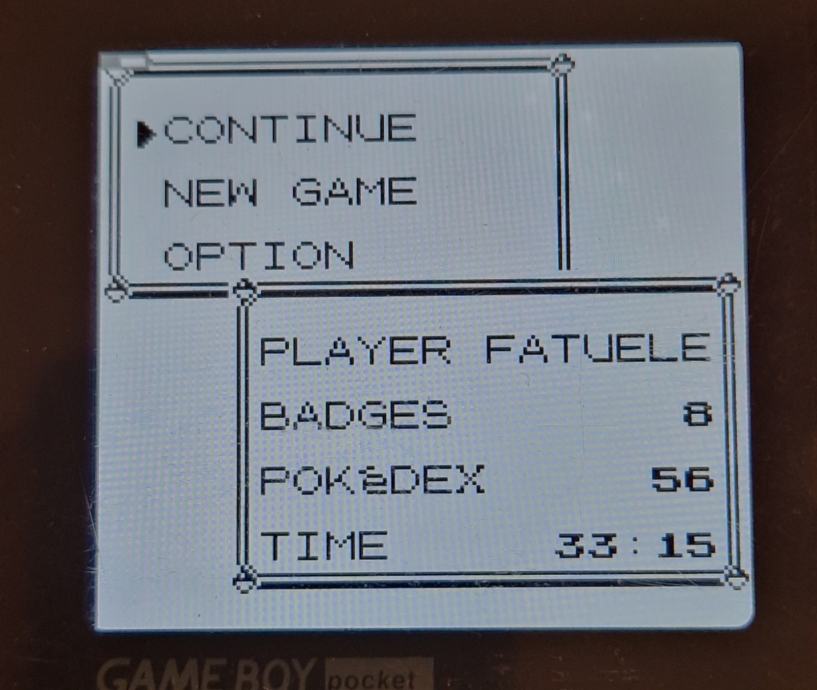 ▶CONTINUE
NEW GAME
OPTION
PLAYER FATUELE
BADGES 8
POKéDEX 56
TIME 33:15
GAME BOY pocket